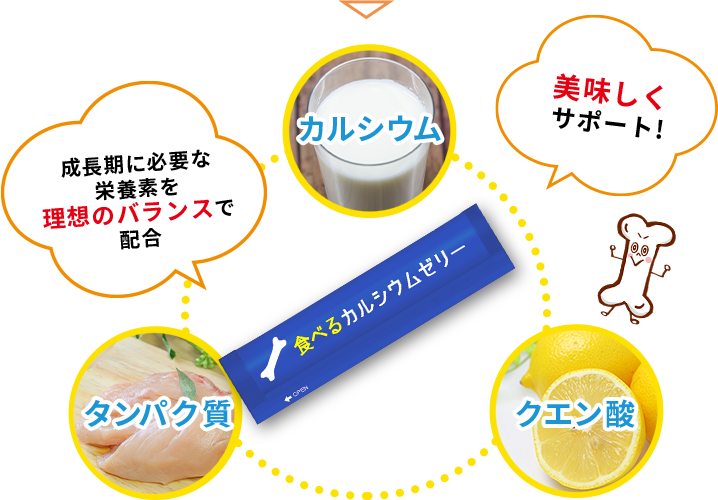 成長期に必要な
栄養素を
理想のバランスで
配合
カルシウム
美味しく
サポート!
食べるカルシウムゼリー
OPEN
タンパク質
クエン酸